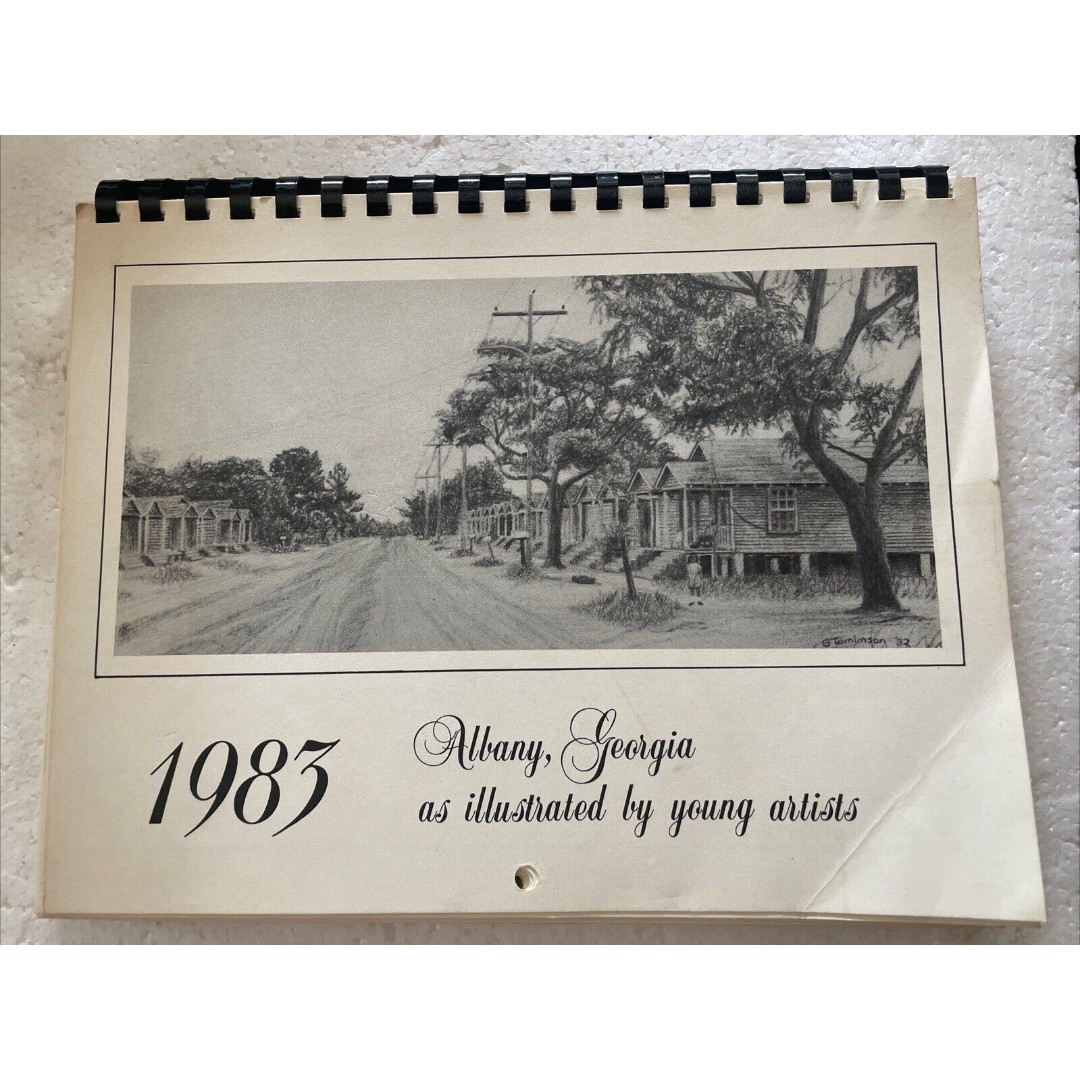 G Tomlinson '82
1983
Albany, Georgia
as illustrated by young artists